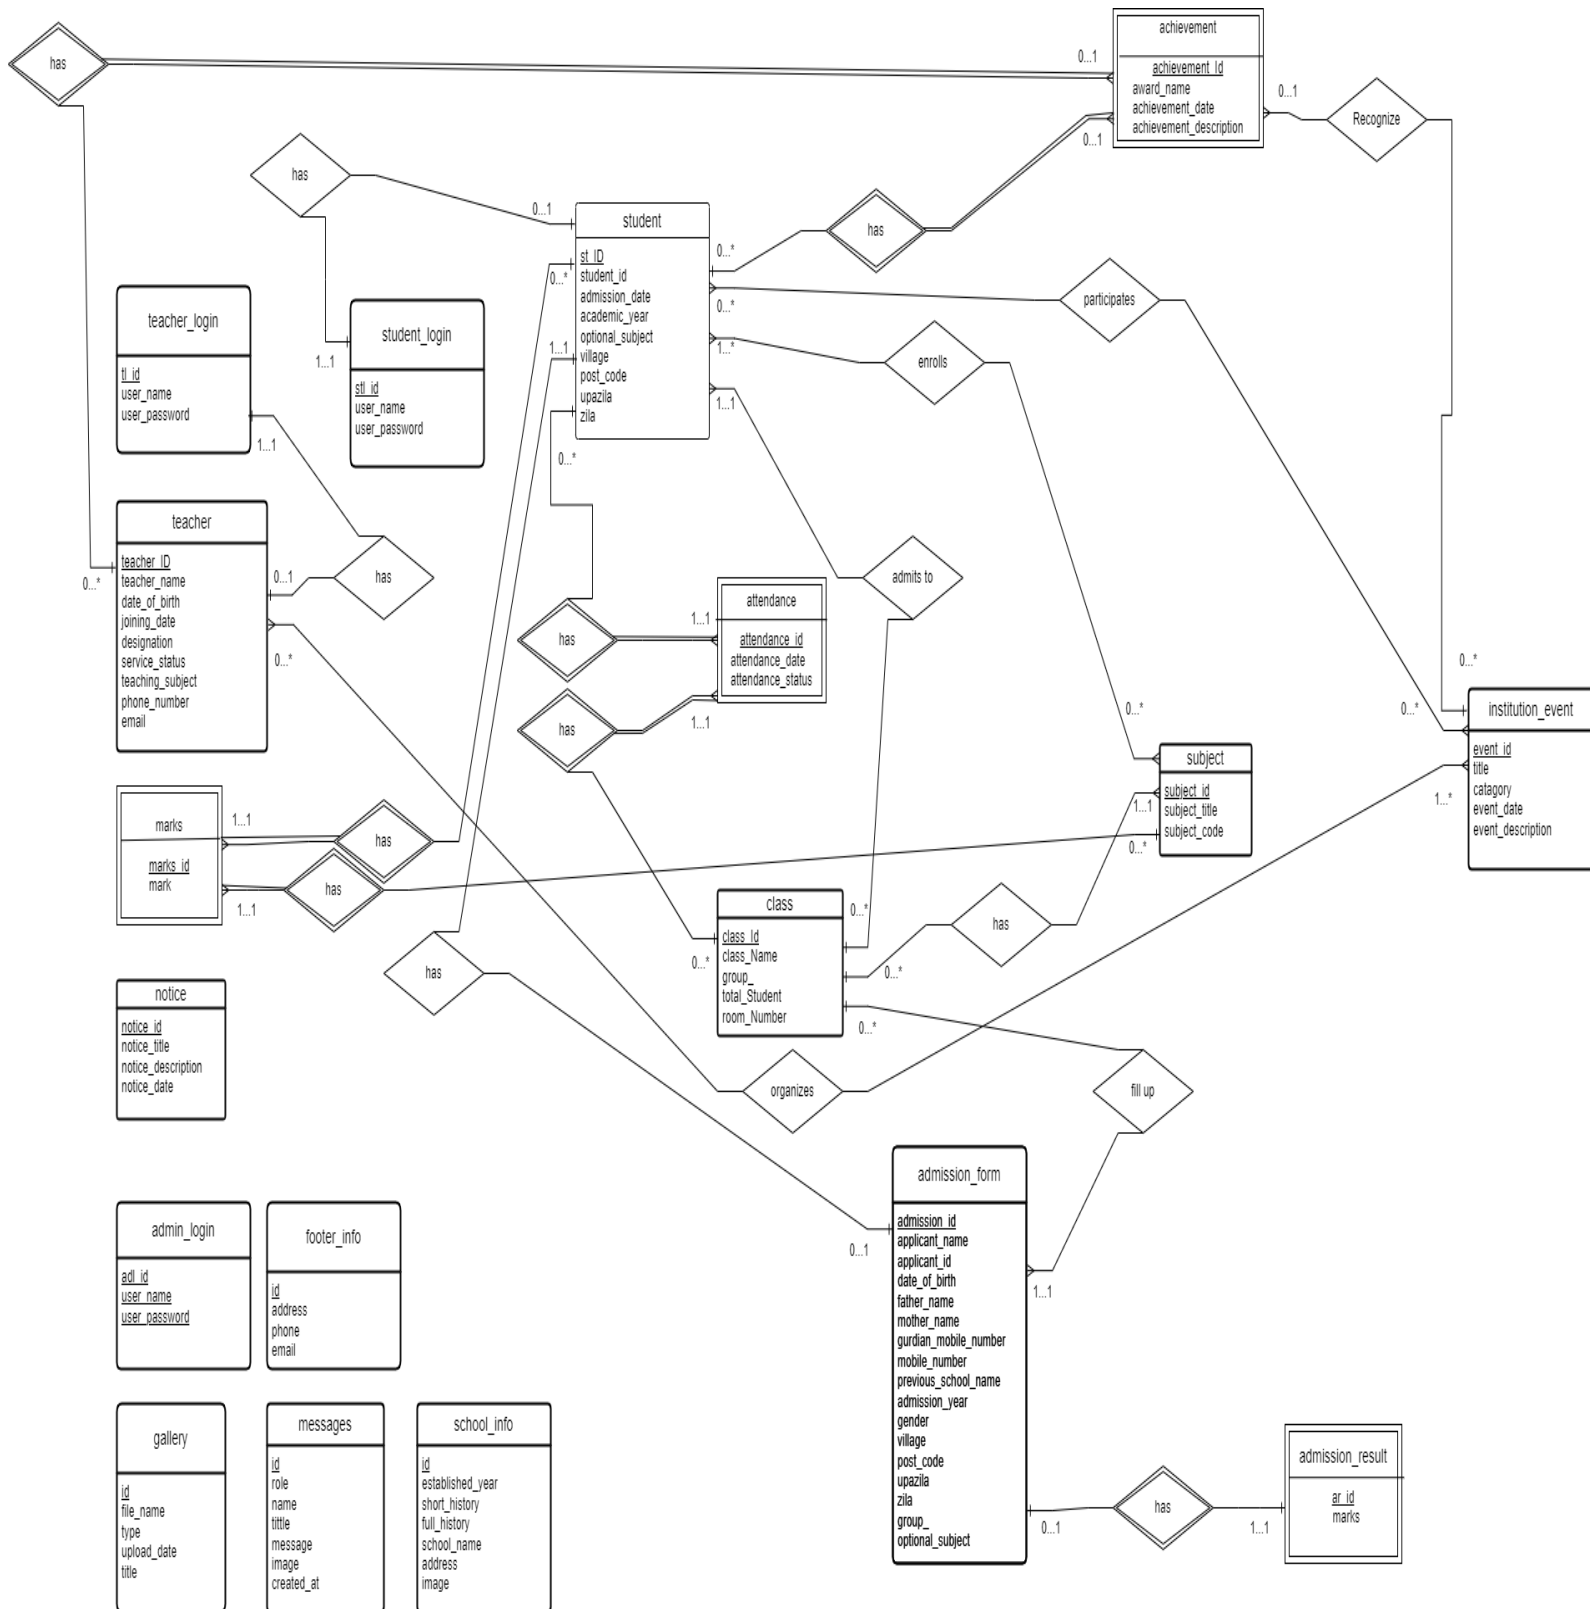 achievement
achievement_Id
award_name
achievement_date
achievement_description
has
0...1
0...1
0...1
Recognize
has
0...1
1...1
student
st_ID
student_id
admission_date
academic_year
optional_subject
village
post_code
upazila
zila
0...*
has
0...*
participates
0...*
1...*
enrolls
1...1
admits to
0...*
1...1
0...*
teacher_login
tl_id
user_name
user_password
1...1
student_login
stl_id
user_name
user_password
teacher
teacher_ID
teacher_name
date_of_birth
joining_date
designation
service_status
teaching_subject
phone_number
email
0...*
0...1
has
0...*
attendance
attendance_id
attendance_date
attendance_status
1...1
has
has
1...1
institution_event
event_id
title
catagory
event_date
event_description
0...*
0...*
1...*
0...*
subject
subject_id
subject_title
subject_code
1...1
0...*
marks
marks_id
mark
1...1
has
1...1
has
has
class
class_Id
class_Name
group_
total_Student
room_Number
0...*
0...*
0...*
has
0...*
notice
notice_id
notice_title
notice_description
notice_date
organizes
fill up
admin_login
adl_id
user_name
user_password
footer_info
id
address
phone
email
0...1
admission_form
admission_id
applicant_name
applicant_id
date_of_birth
father_name
mother_name
gurdian_mobile_number
mobile_number
previous_school_name
admission_year
gender
village
post_code
upazila
zila
group_
optional_subject
1...1
gallery
id
file_name
type
upload_date
title
messages
id
role
name
tittle
message
image
created_at
school_info
id
established_year
short_history
full_history
school_name
address
image
0...1
has
1...1
admission_result
ar_id
marks